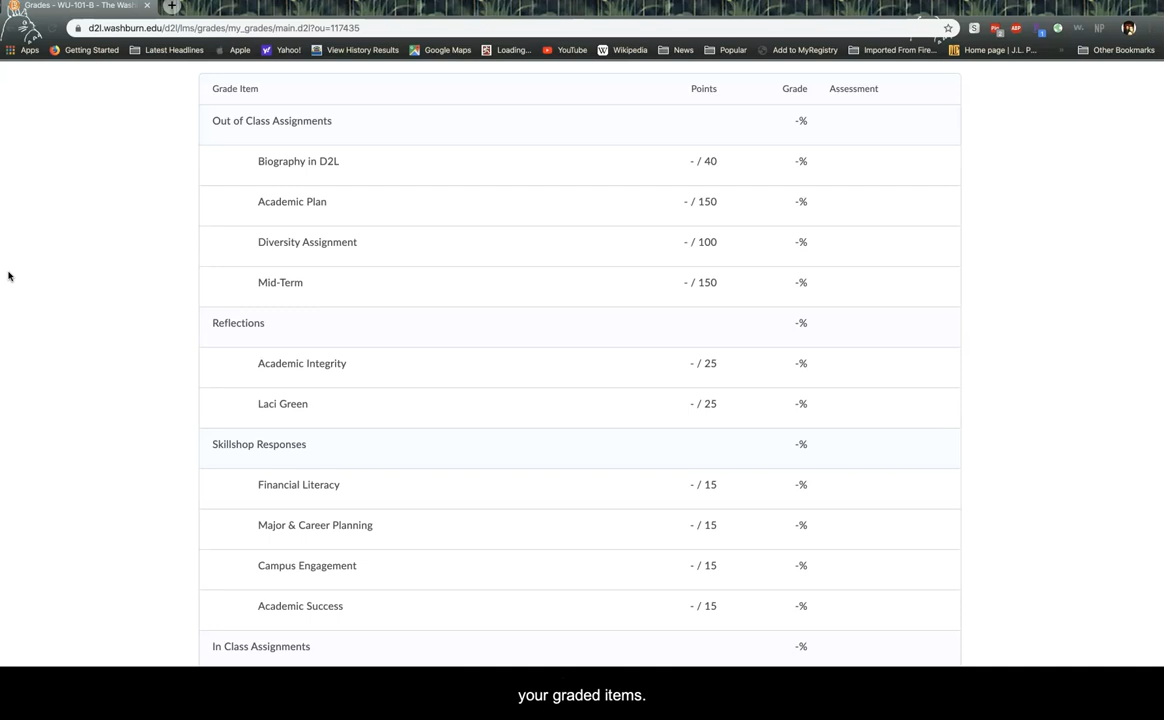 Grades - WU-101-B - The Wash
d2l.washburn.edu/d2l/lms/grades/my_grades/main.d2l?ou=117435
Apps Getting Started Latest Headlines Apple Yahoo! View History Results Google Maps Loading... YouTube Wikipedia News Popular Add to MyRegistry Imported From Fire... Home page | J.L. P... » Other Bookmarks
Grade Item Points Grade Assessment
Out of Class Assignments -%
Biography in D2L - / 40 -%
Academic Plan - / 150 -%
Diversity Assignment - / 100 -%
Mid-Term - / 150 -%
Reflections -%
Academic Integrity - / 25 -%
Laci Green - / 25 -%
Skillshop Responses -%
Financial Literacy - / 15 -%
Major & Career Planning - / 15 -%
Campus Engagement - / 15 -%
Academic Success - / 15 -%
In Class Assignments -%
your graded items.